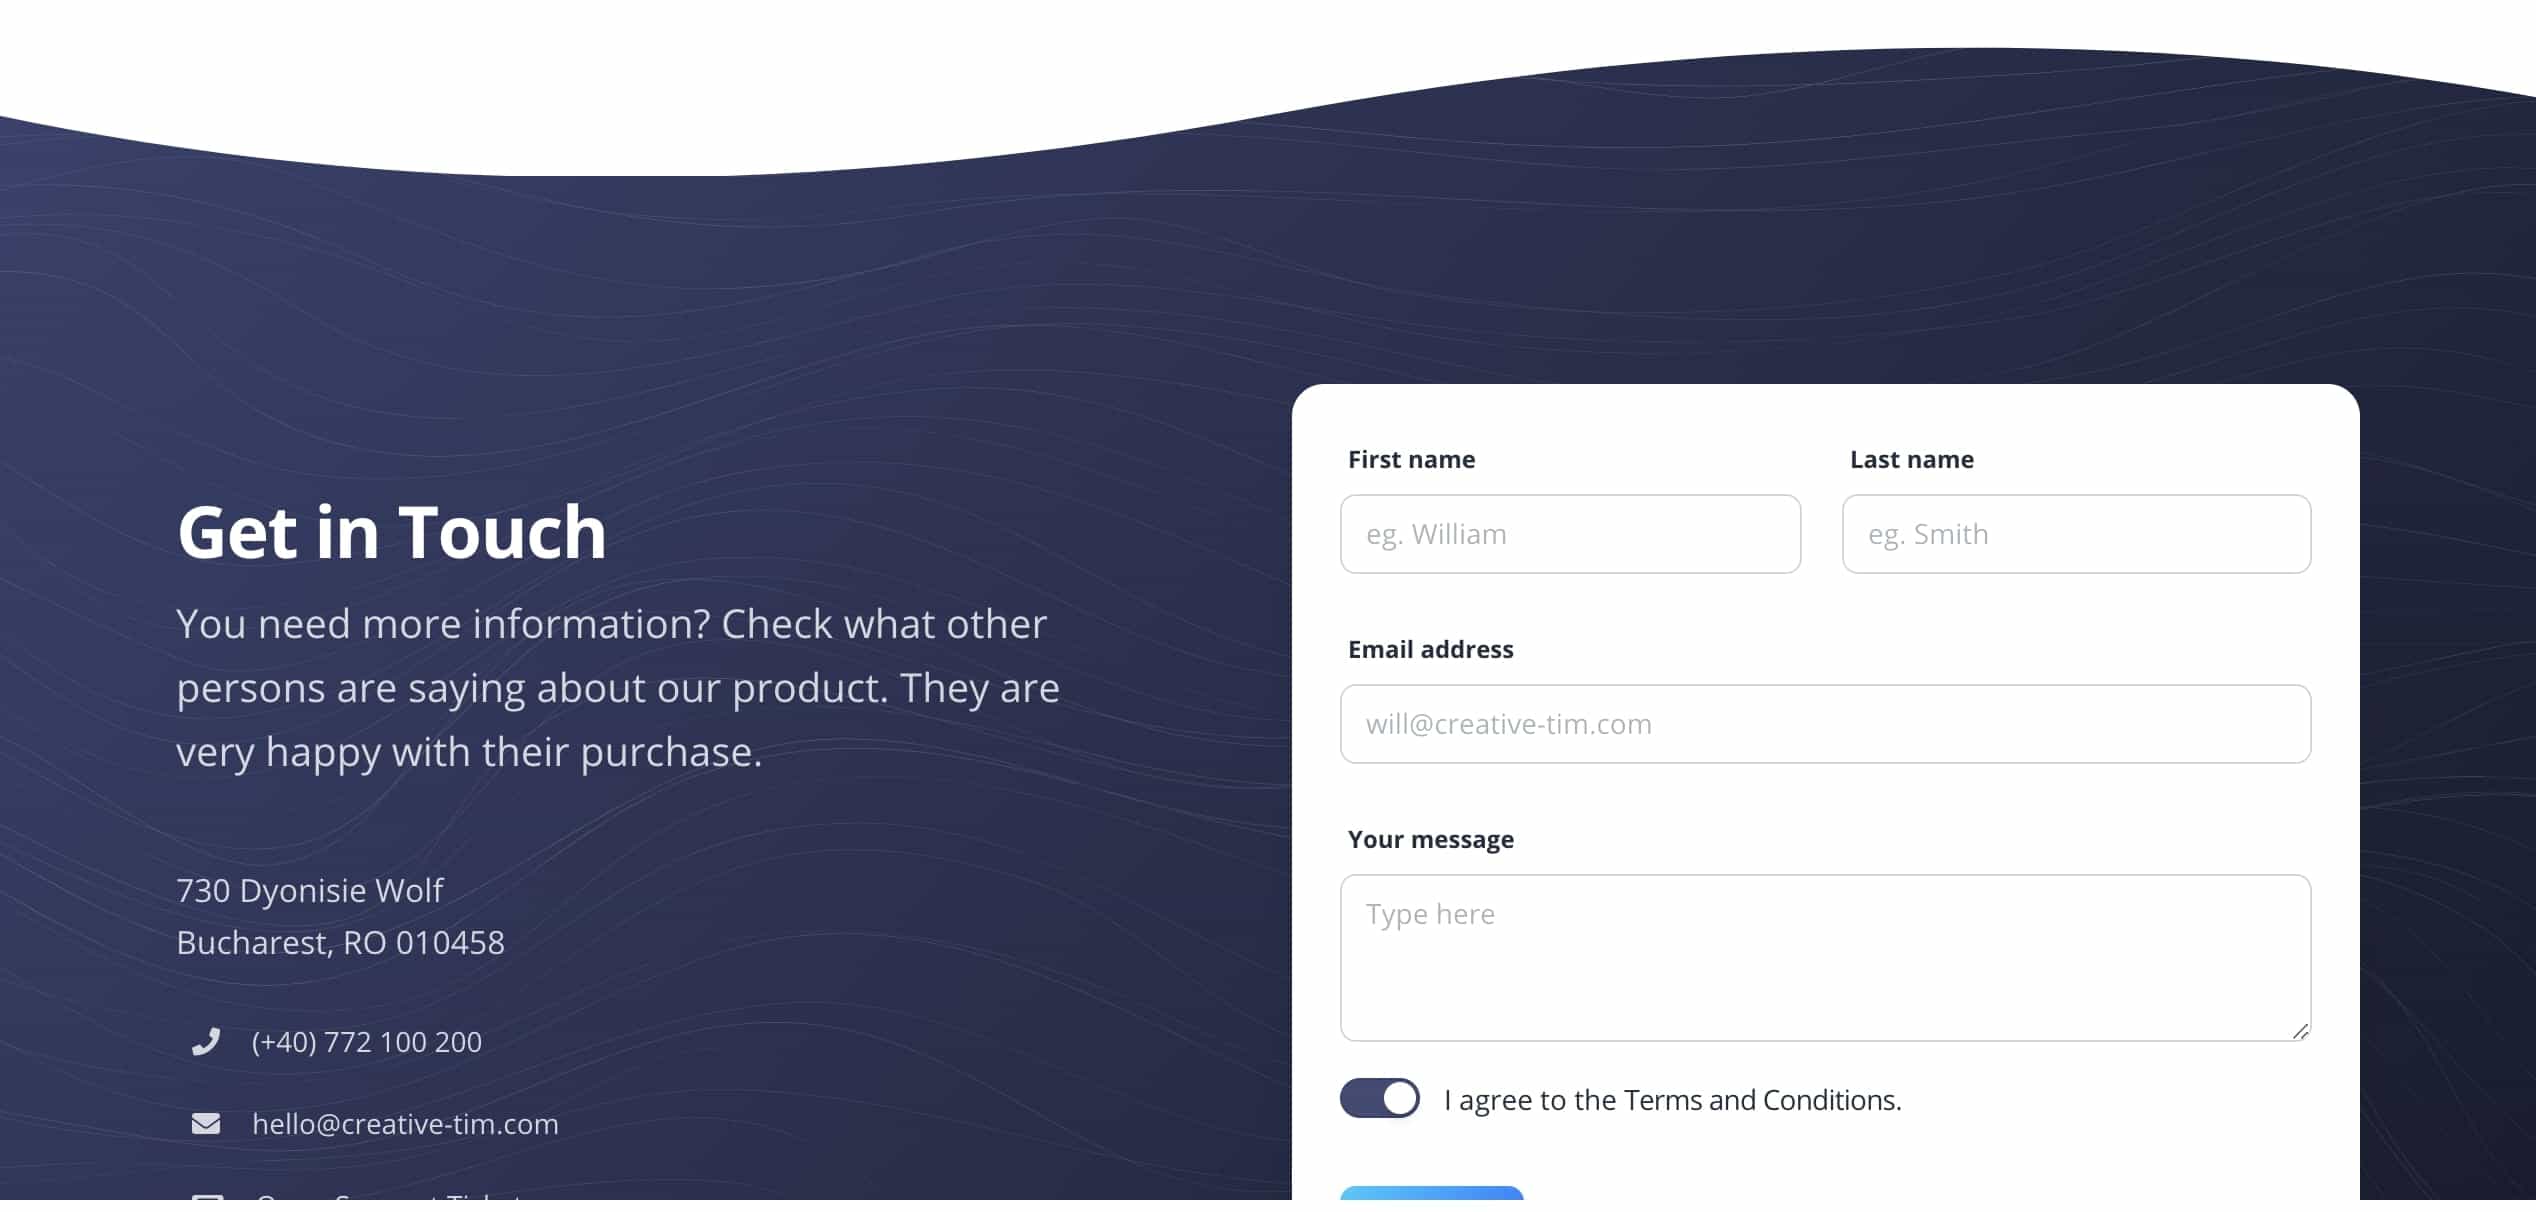 Get in Touch
You need more information? Check what other
persons are saying about our product. They are
very happy with their purchase.
730 Dyonisie Wolf
Bucharest, RO 010458
(+40) 772 100 200
hello@creative-tim.com
First name
Last name
eg. William
eg. Smith
Email address
will@creative-tim.com
Your message
Type here
I agree to the Terms and Conditions.